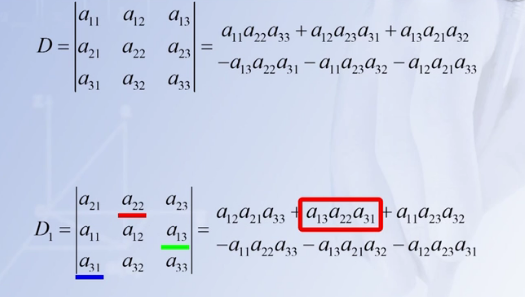 a₁₁ a₁₂ a₁₃
D = a₂₁ a₂₂ a₂₃ = a₁₁a₂₂a₃₃ + a₁₂a₂₃a₃₁ + a₁₃a₂₁a₃₂
a₃₁ a₃₂ a₃₃ −a₁₃a₂₂a₃₁ − a₁₁a₂₃a₃₂ − a₁₂a₂₁a₃₃
a₂₁ a₂₂ a₂₃
D₁ = a₁₁ a₁₂ a₁₃ = a₁₂a₂₁a₃₃ + a₁₃a₂₂a₃₁ + a₁₁a₂₃a₃₂
a₃₁ a₃₂ a₃₃ −a₁₁a₂₂a₃₃ − a₁₃a₂₁a₃₂ − a₁₂a₂₃a₃₁